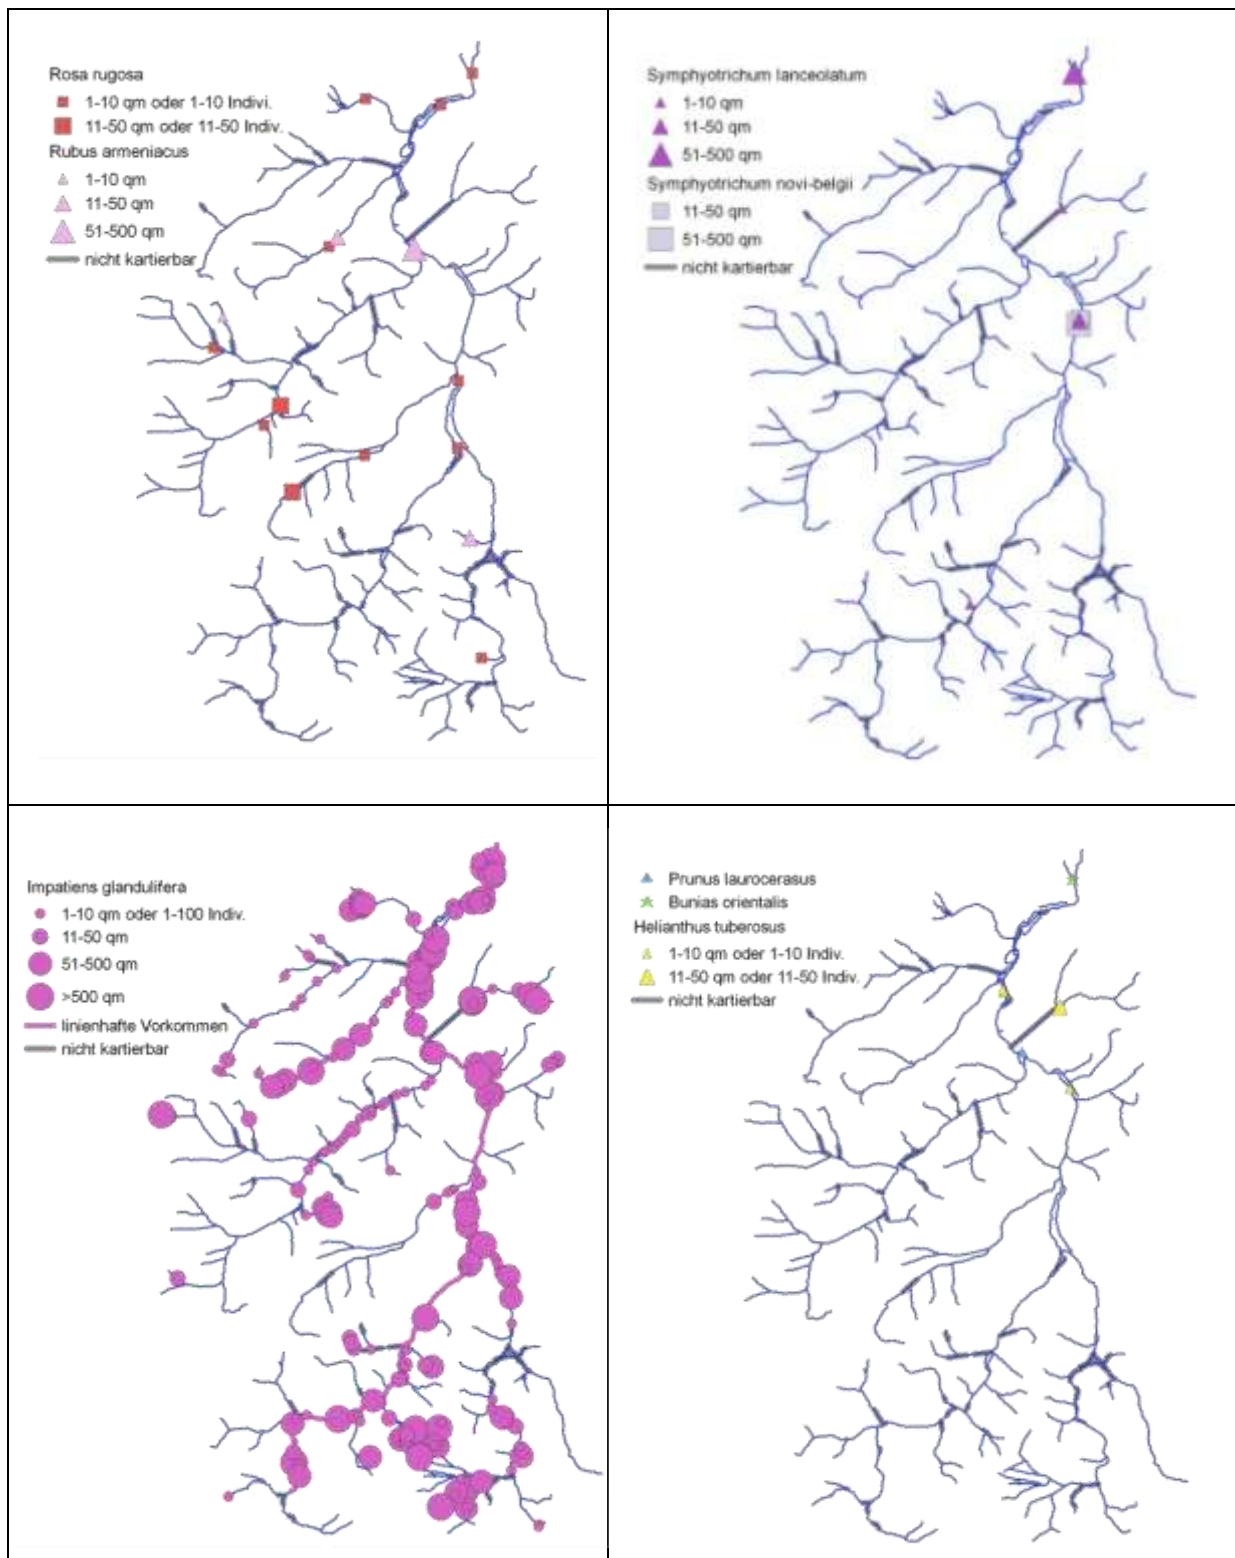 Rosa rugosa
1-10 qm oder 1-10 Indivi.
11-50 qm oder 11-50 Indiv.
Rubus armeniacus
1-10 qm
11-50 qm
51-500 qm
nicht kartierbar
Symphyotrichum lanceolatum
1-10 qm
11-50 qm
51-500 qm
Symphyotrichum novi-belgii
11-50 qm
51-500 qm
nicht kartierbar
Impatiens glandulifera
1-10 qm oder 1-100 Indiv.
11-50 qm
51-500 qm
>500 qm
linienhafte Vorkommen
nicht kartierbar
Prunus laurocerasus
Bunias orientalis
Helianthus tuberosus
1-10 qm oder 1-10 Indiv.
11-50 qm oder 11-50 Indiv.
nicht kartierbar